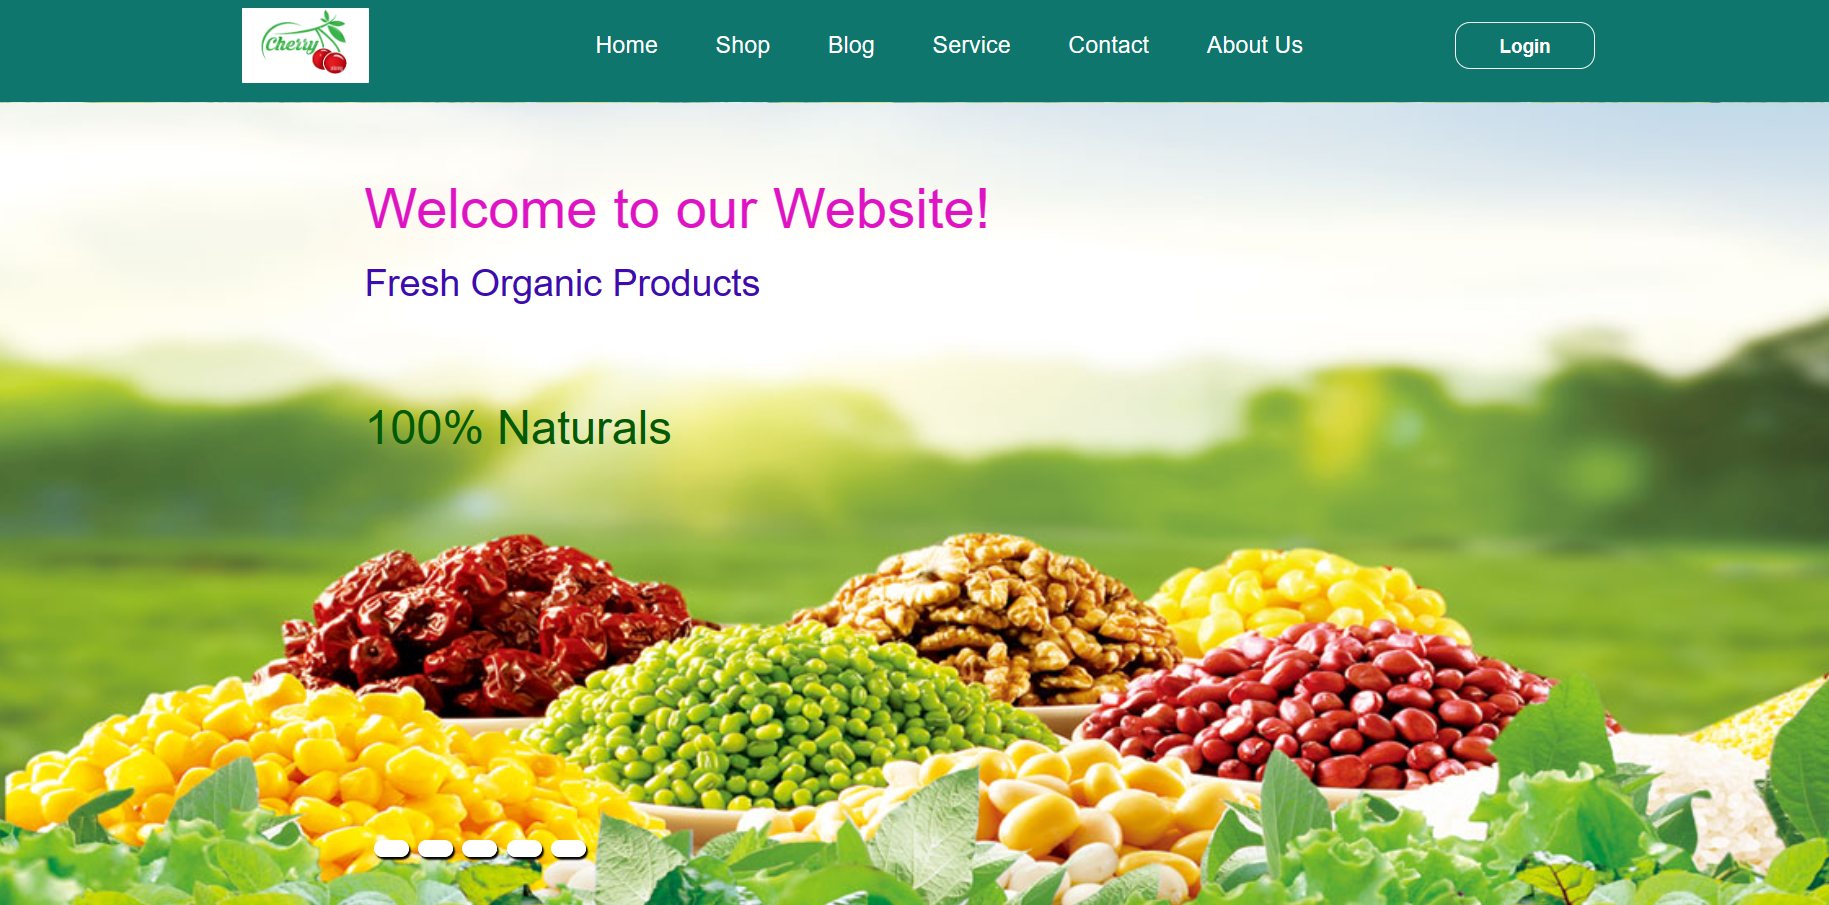 Cherry
Home Shop Blog Service Contact About Us
Login
Welcome to our Website!
Fresh Organic Products
100% Naturals